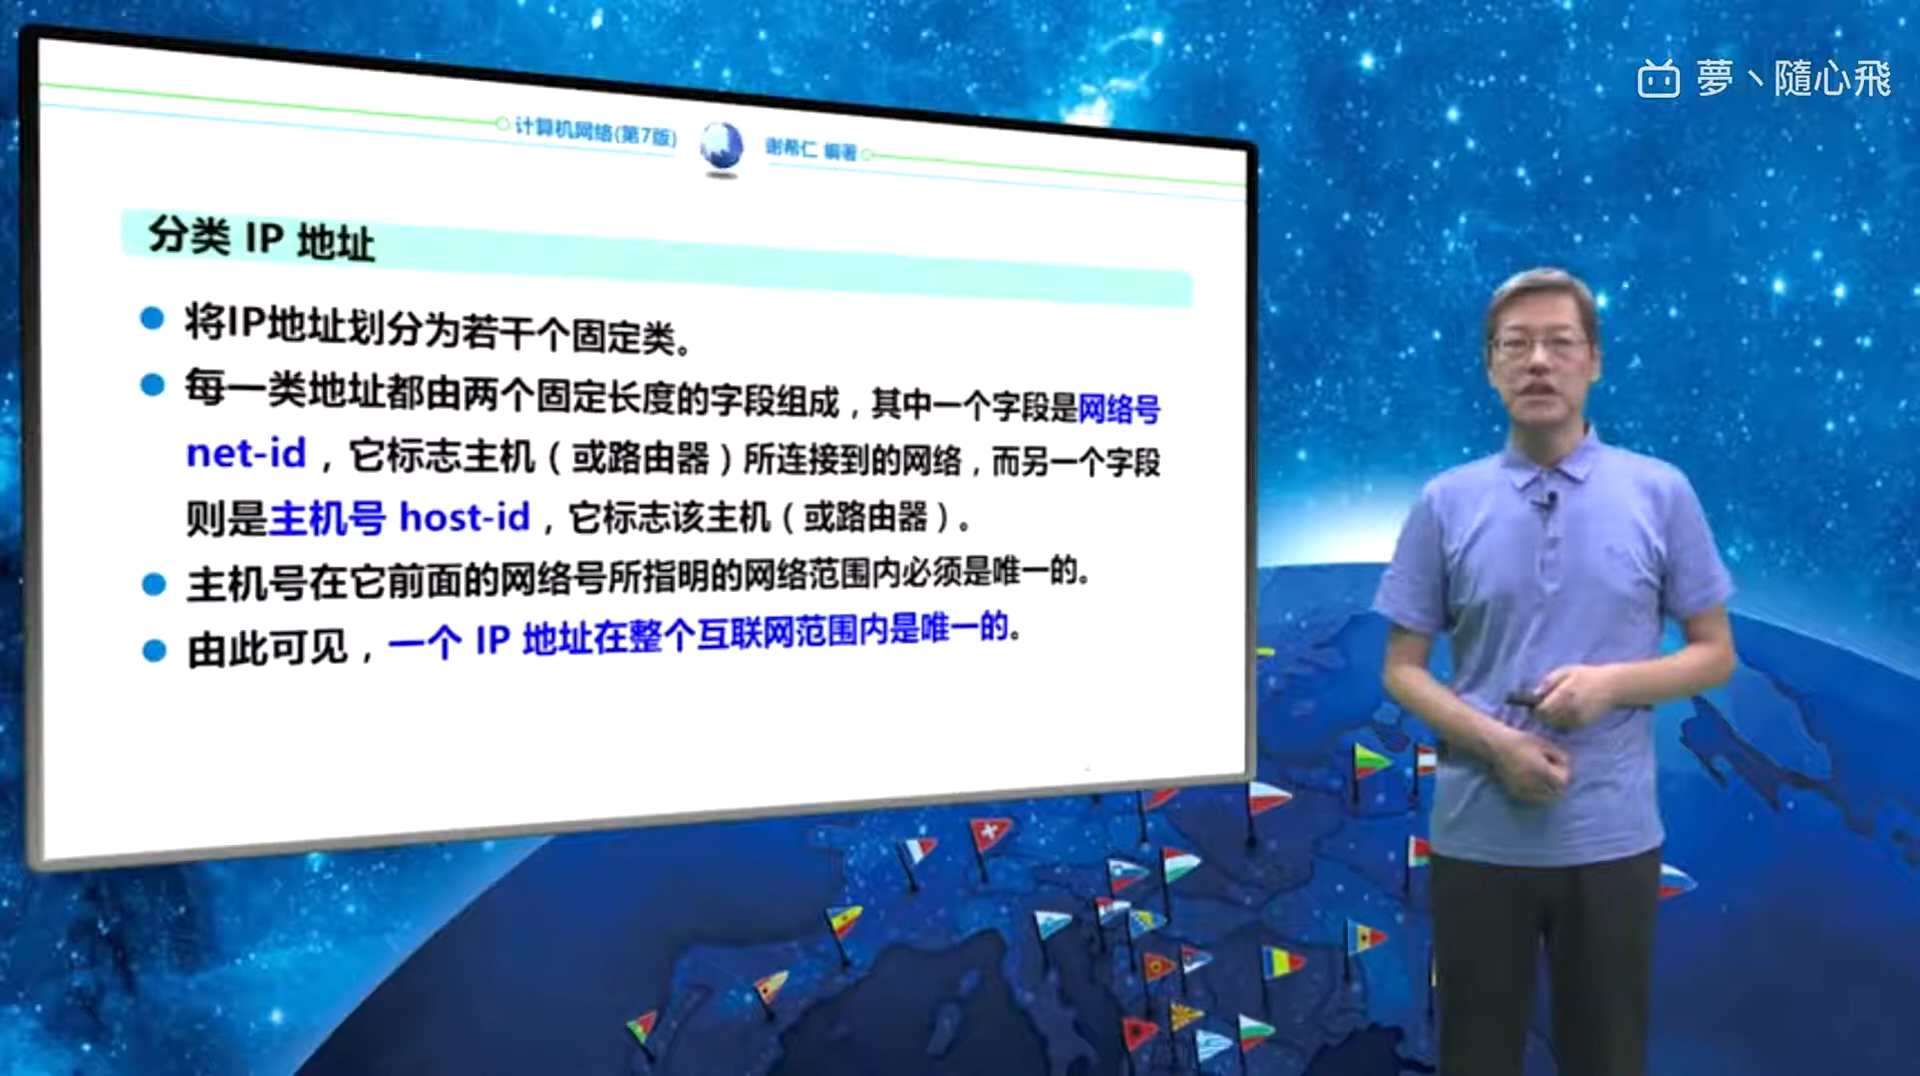 夢丶隨心飛
计算机网络(第7版) 谢希仁 编著
分类 IP 地址
将IP地址划分为若干个固定类。
每一类地址都由两个固定长度的字段组成，其中一个字段是网络号
net-id，它标志主机（或路由器）所连接到的网络，而另一个字段
则是主机号 host-id，它标志该主机（或路由器）。
主机号在它前面的网络号所指明的网络范围内必须是唯一的。
由此可见，一个 IP 地址在整个互联网范围内是唯一的。